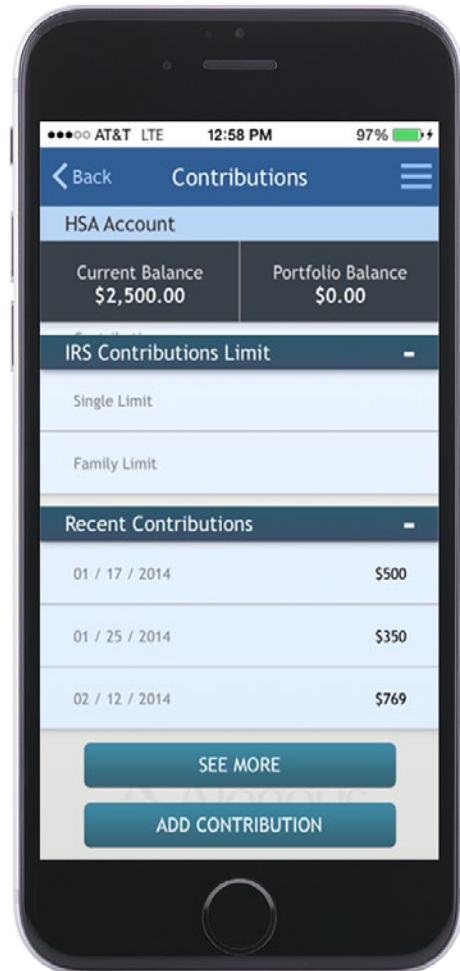 AT&T LTE 12:58 PM 97%
Back Contributions
HSA Account
Current Balance Portfolio Balance
$2,500.00 $0.00
IRS Contributions Limit -
Single Limit
Family Limit
Recent Contributions -
01 / 17 / 2014 $500
01 / 25 / 2014 $350
02 / 12 / 2014 $769
SEE MORE
ADD CONTRIBUTION